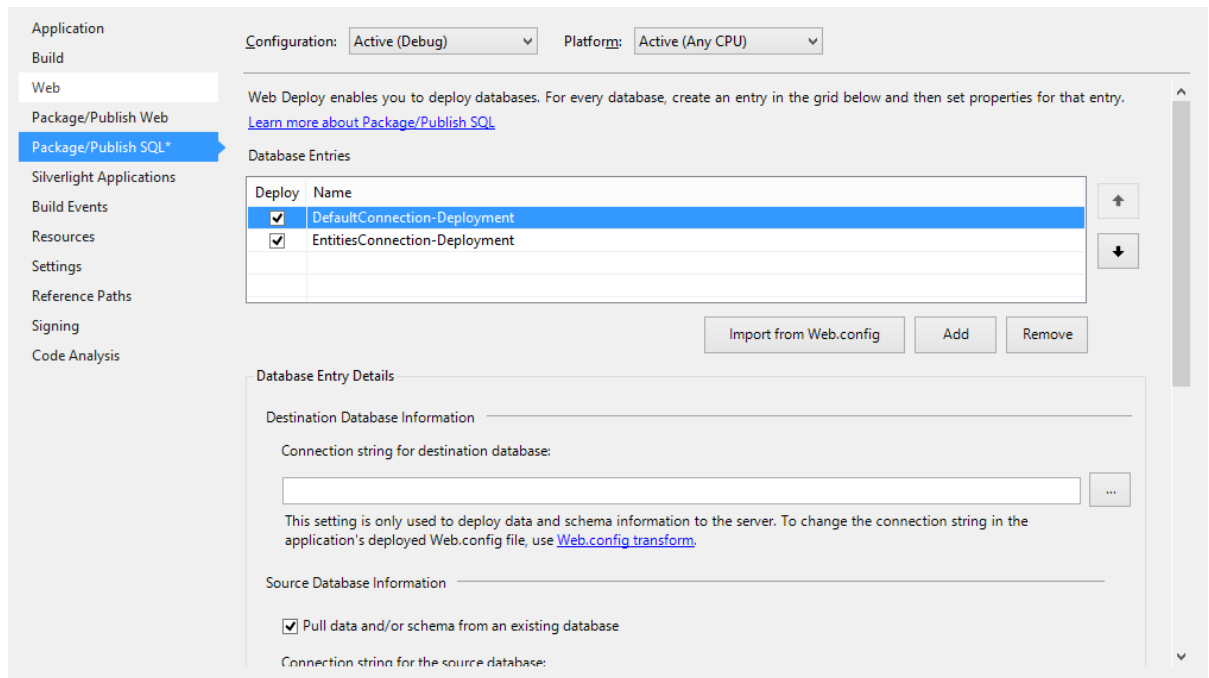 Application
Build
Web
Package/Publish Web
Package/Publish SQL*
Silverlight Applications
Build Events
Resources
Settings
Reference Paths
Signing
Code Analysis
Configuration: Active (Debug) Platform: Active (Any CPU)
Web Deploy enables you to deploy databases. For every database, create an entry in the grid below and then set properties for that entry.
Learn more about Package/Publish SQL
Database Entries
Deploy Name
DefaultConnection-Deployment
EntitiesConnection-Deployment
Import from Web.config Add Remove
Database Entry Details
Destination Database Information
Connection string for destination database:
...
This setting is only used to deploy data and schema information to the server. To change the connection string in the
application's deployed Web.config file, use Web.config transform.
Source Database Information
Pull data and/or schema from an existing database
Connection string for the source database: